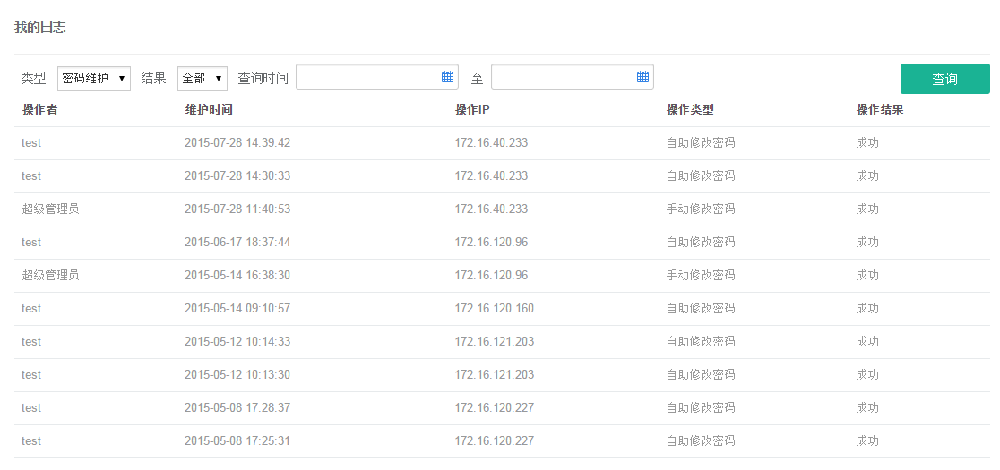 我的日志
类型 密码维护 结果 全部 查询时间 至 查询
操作者 维护时间 操作IP 操作类型 操作结果
test 2015-07-28 14:39:42 172.16.40.233 自助修改密码 成功
test 2015-07-28 14:30:33 172.16.40.233 自助修改密码 成功
超级管理员 2015-07-28 11:40:53 172.16.40.233 手动修改密码 成功
test 2015-06-17 18:37:44 172.16.120.96 自助修改密码 成功
超级管理员 2015-05-14 16:38:30 172.16.120.96 手动修改密码 成功
test 2015-05-14 09:10:57 172.16.120.160 自助修改密码 成功
test 2015-05-12 10:14:33 172.16.121.203 自助修改密码 成功
test 2015-05-12 10:13:30 172.16.121.203 自助修改密码 成功
test 2015-05-08 17:28:37 172.16.120.227 自助修改密码 成功
test 2015-05-08 17:25:31 172.16.120.227 自助修改密码 成功